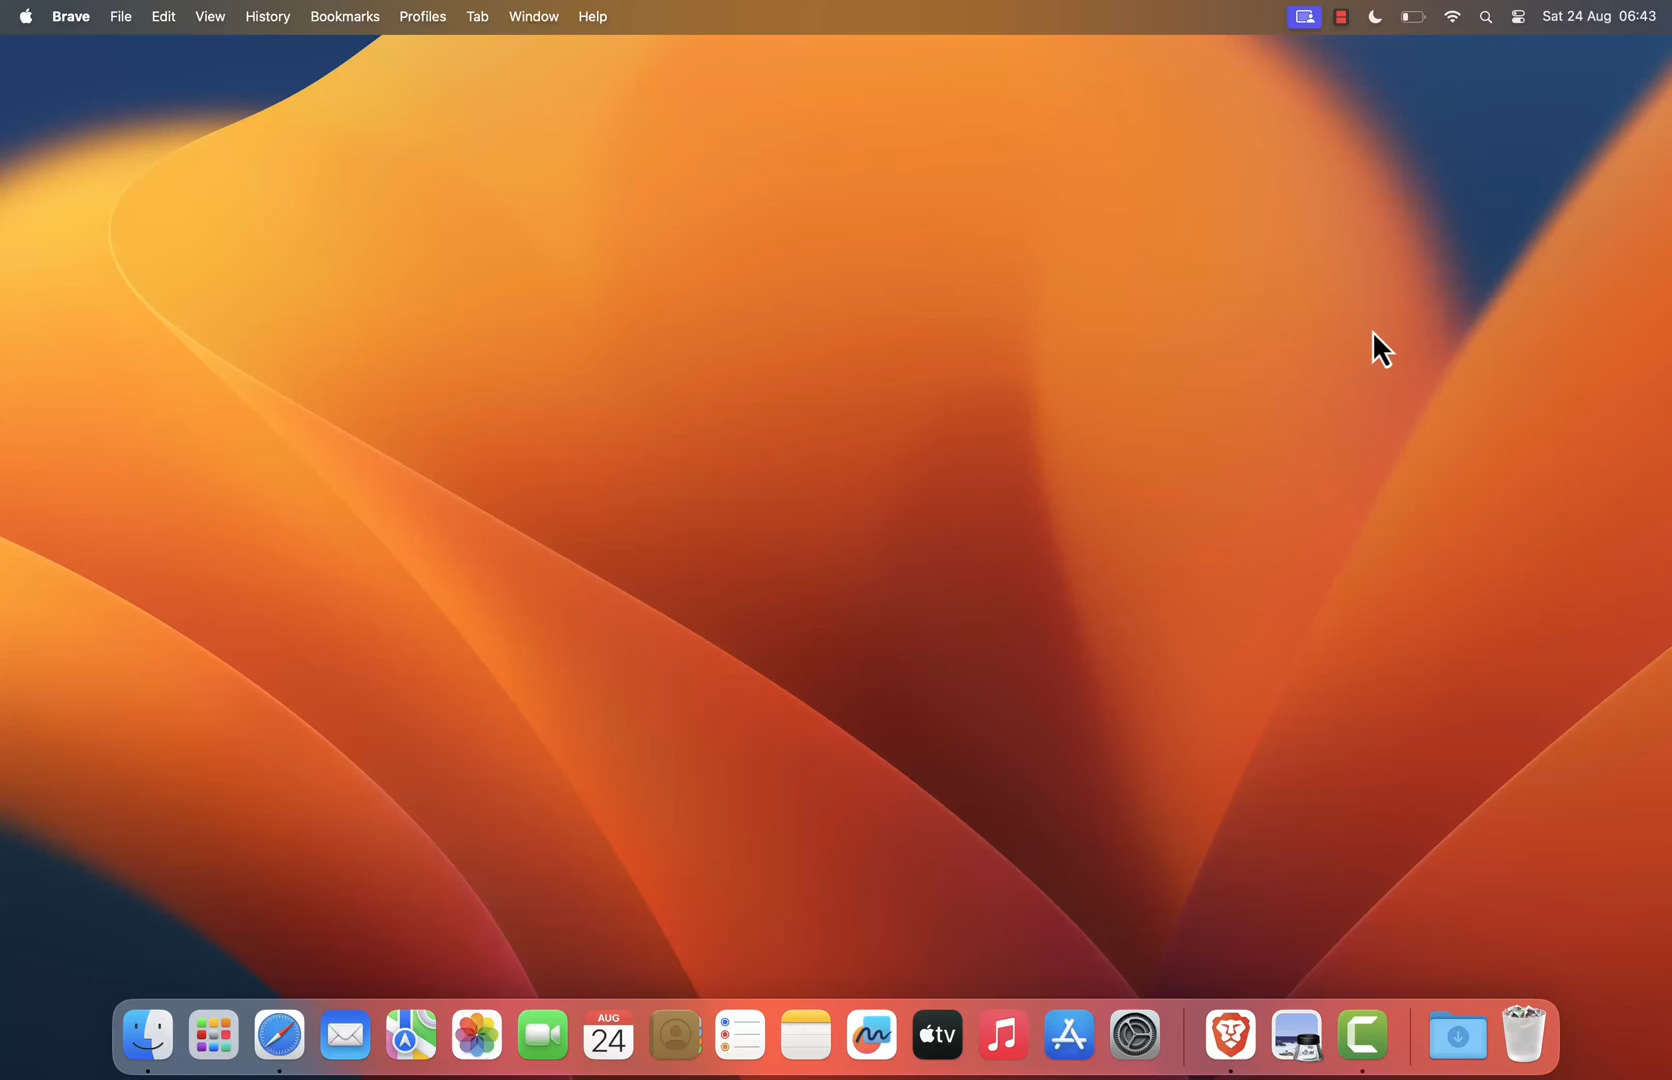 Brave File Edit View History Bookmarks Profiles Tab Window Help Sat 24 Aug 06:43
AUG
24
tv